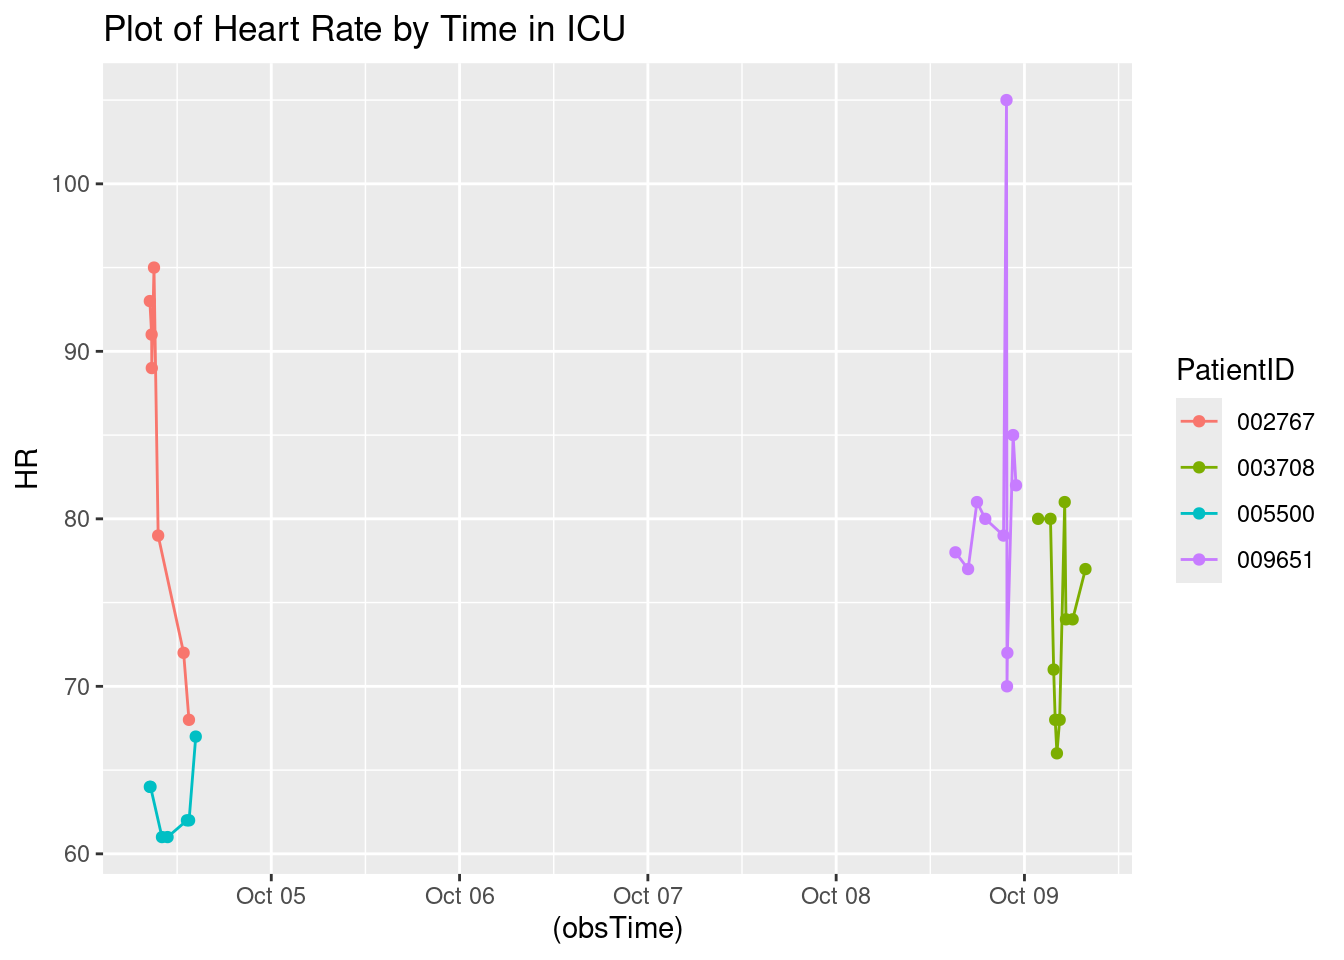 Plot of Heart Rate by Time in ICU
100
90
80
70
60
HR
Oct 05
Oct 06
Oct 07
Oct 08
Oct 09
(obsTime)
PatientID
002767
003708
005500
009651